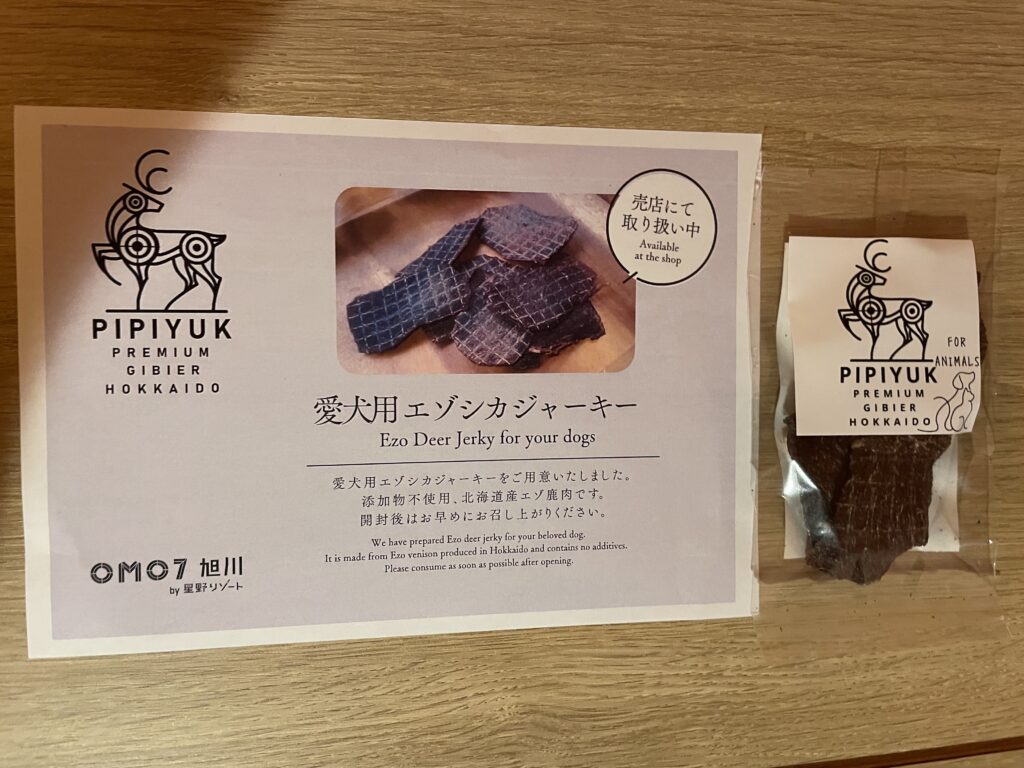 PIPIYUK
PREMIUM
GIBIER
HOKKAIDO
売店にて
取り扱い中
Available
at the shop
愛犬用エゾシカジャーキー
Ezo Deer Jerky for your dogs
愛犬用エゾシカジャーキーをご用意いたしました。
添加物不使用、北海道産エゾ鹿肉です。
開封後はお早めにお召し上がりください。
We have prepared Ezo deer jerky for your beloved dog.
It is made from Ezo venison produced in Hokkaido and contains no additives.
Please consume as soon as possible after opening.
OMO7 旭川
by 星野リゾート
FOR
ANIMALS
PIPIYUK
PREMIUM
GIBIER
HOKKAIDO